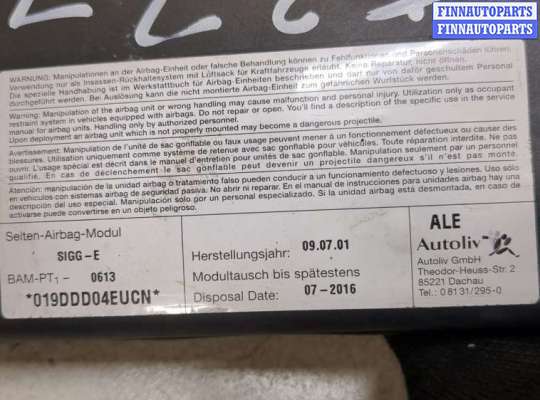 FINNAUTOPARTS
FINNAUTOPARTS
WARNUNG: Manipulationen an der Airbag-Einheit oder falsche Behandlung können zu Fehlfunktionen und Personenschäden führen.
Verwendung nur als Insassen-Rückhaltesystem mit Luftsack für Kraftfahrzeuge erlaubt. Keine Reparatur, nicht öffnen.
Die spezielle Handhabung ist im Werkstattbuch für Airbag-Einheiten beschrieben und darf nur von dafür geschultem Personal
durchgeführt werden. Bei Auslösung kann die nicht montierte Airbag-Einheit zum gefährlichen Wurfstück werden.
Warning: Manipulation of the airbag unit or wrong handling may cause malfunction and personal injury. Utilization only as occupant
restraint system in vehicles equipped with airbags. Do not repair or open. You'll find a description of the specific use in the service
manual for airbag units. Handling only by authorized personnel.
Upon deployment an airbag unit which is not properly mounted may become a dangerous projectile.
Avertissement: Manipulation de l'unité de sac gonflable ou faux usage peuvent mener à un fonctionnement défectueux ou causer des
blessures. Utilisation uniquement comme système de retenue avec sac gonflable pour véhicules. Toute réparation interdite. Ne pas
ouvrir. L'usage spécial est décrit dans le manuel d'entretien pour unités de sac gonflable. Manipulation seulement par un personnel
qualifié. En cas de déclenchement le sac gonflable peut devenir un projectile dangereux s'il n'est pas monté.
Atención: manipulación de la unidad airbag o tratamiento falso pueden conducir a un funcionamiento defectuoso y lesiones. Uso sólo
en vehículos con sistemas airbag de seguridad pasiva. No abrir ni reparar. En el manual de instrucciones para unidades airbag hay una
descripción del uso especial. Manipulación solo por personal especializado. Si la unidad airbag está desmontada, en caso de
activarse puede convertirse en un objeto peligroso.
Seiten-Airbag-Modul
SIGG-E
BAM-PT1- 0613
*019DDD04EUCN*
Herstellungsjahr: 09.07.01
Modultausch bis spätestens
Disposal Date: 07-2016
ALE
Autoliv
Autoliv GmbH
Theodor-Heuss-Str. 2
85221 Dachau
Tel.: 08131/295-0